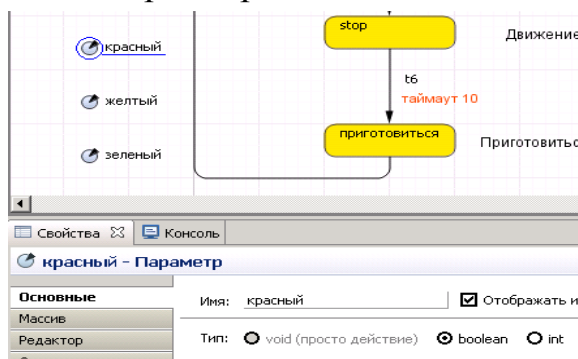 stop
Движение
красный
t6
таймаут 10
желтый
приготовиться
Приготовитьс
зеленый
Свойства Консоль
красный - Параметр
Основные
Имя: красный Отображать и
Массив
Тип: void (просто действие) boolean int
Редактор